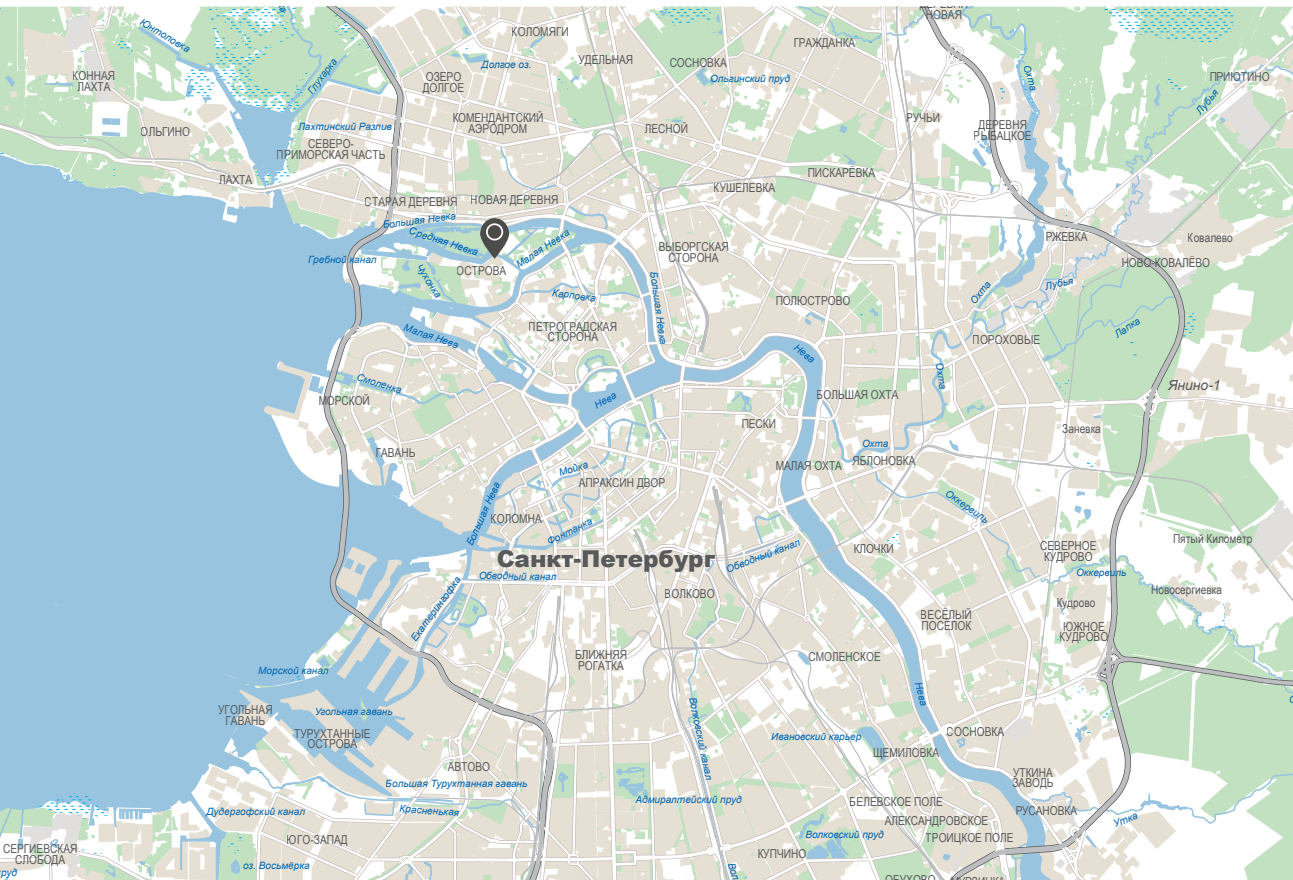 НОВАЯ
Юнтоловка
КОЛОМЯГИ
ГРАЖДАНКА
УДЕЛЬНАЯ
СОСНОВКА
Долгое оз.
Ольгинский пруд
КОННАЯ
ЛАХТА
ОЗЕРО
ДОЛГОЕ
Глухарка
Охта
ПРИЮТИНО
Лубья
КОМЕНДАНТСКИЙ
АЭРОДРОМ
РУЧЬИ
ДЕРЕВНЯ
РЫБАЦКОЕ
ОЛЬГИНО
Лахтинский Разлив
ЛЕСНОЙ
СЕВЕРО-
ПРИМОРСКАЯ ЧАСТЬ
ЛАХТА
ПИСКАРЁВКА
КУШЕЛЕВКА
СТАРАЯ ДЕРЕВНЯ
НОВАЯ ДЕРЕВНЯ
Большая Невка
Средняя Невка
Малая Невка
ВЫБОРГСКАЯ
СТОРОНА
РЖЕВКА
Ковалево
Гребной канал
НОВО-КОВАЛЁВО
ОСТРОВА
Чухонка
Большая Невка
Охта
Лубья
Карповка
ПОЛЮСТРОВО
Малая Нева
ПЕТРОГРАДСКАЯ
СТОРОНА
Лапка
ПОРОХОВЫЕ
Нева
Смоленка
Охта
Янино-1
МОРСКОЙ
Нева
БОЛЬШАЯ ОХТА
ПЕСКИ
Заневка
ГАВАНЬ
Охта
Мойка
МАЛАЯ ОХТА
ЯБЛОНОВКА
АПРАКСИН ДВОР
Большая Нева
Оккервиль
КОЛОМНА
Фонтанка
Санкт-Петербург
Обводный канал
КЛОЧКИ
СЕВЕРНОЕ
КУДРОВО
Пятый Километр
Обводный канал
Оккервиль
ВОЛКОВО
Новосергиевка
Екатерингофка
Кудрово
ВЕСЁЛЫЙ
ПОСЁЛОК
ЮЖНОЕ
КУДРОВО
БЛИЖНЯЯ
РОГАТКА
СМОЛЕНСКОЕ
Морской канал
Нева
УГОЛЬНАЯ
ГАВАНЬ
Угольная гавань
Волковский канал
ТУРУХТАННЫЕ
ОСТРОВА
Ивановский карьер
СОСНОВКА
ЩЕМИЛОВКА
АВТОВО
УТКИНА
ЗАВОДЬ
Большая Турухтанная гавань
Адмиралтейский пруд
БЕЛЕВСКОЕ ПОЛЕ
Дудергофский канал
Красненькая
РУСАНОВКА
АЛЕКСАНДРОВСКОЕ
Утка
Волковский пруд
ТРОИЦКОЕ ПОЛЕ
ЮГО-ЗАПАД
СЕРГИЕВСКАЯ
СЛОБОДА
КУПЧИНО
оз. Восьмёрка